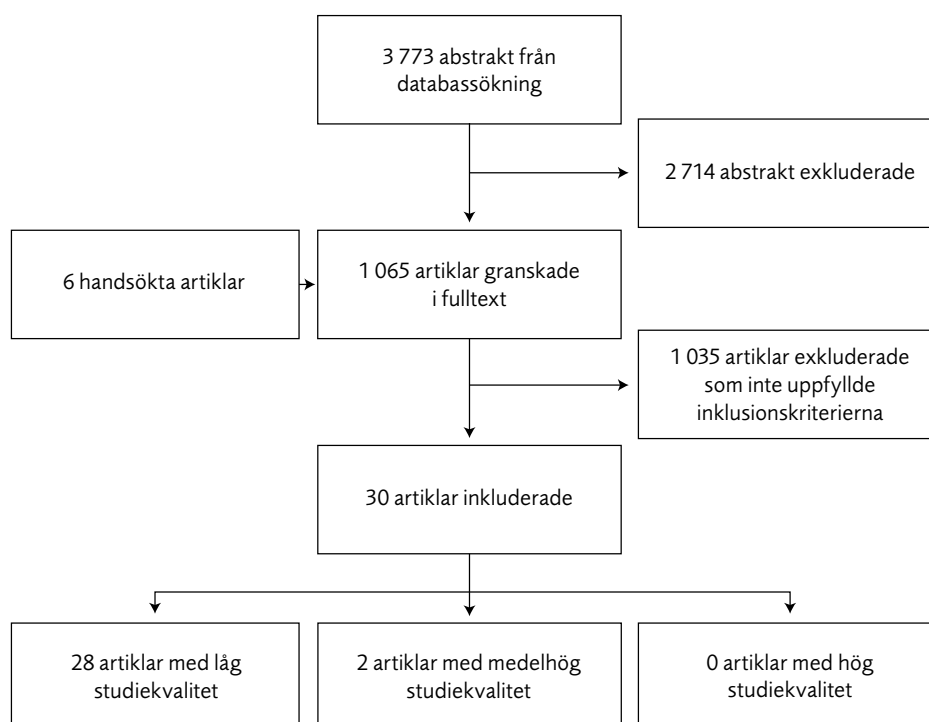 3 773 abstrakt från
databassökning
2 714 abstrakt exkluderade
6 handsökta artiklar
1 065 artiklar granskade
i fulltext
1 035 artiklar exkluderade
som inte uppfyllde
inklusionskriterierna
30 artiklar inkluderade
28 artiklar med låg
studiekvalitet
2 artiklar med medelhög
studiekvalitet
0 artiklar med hög
studiekvalitet